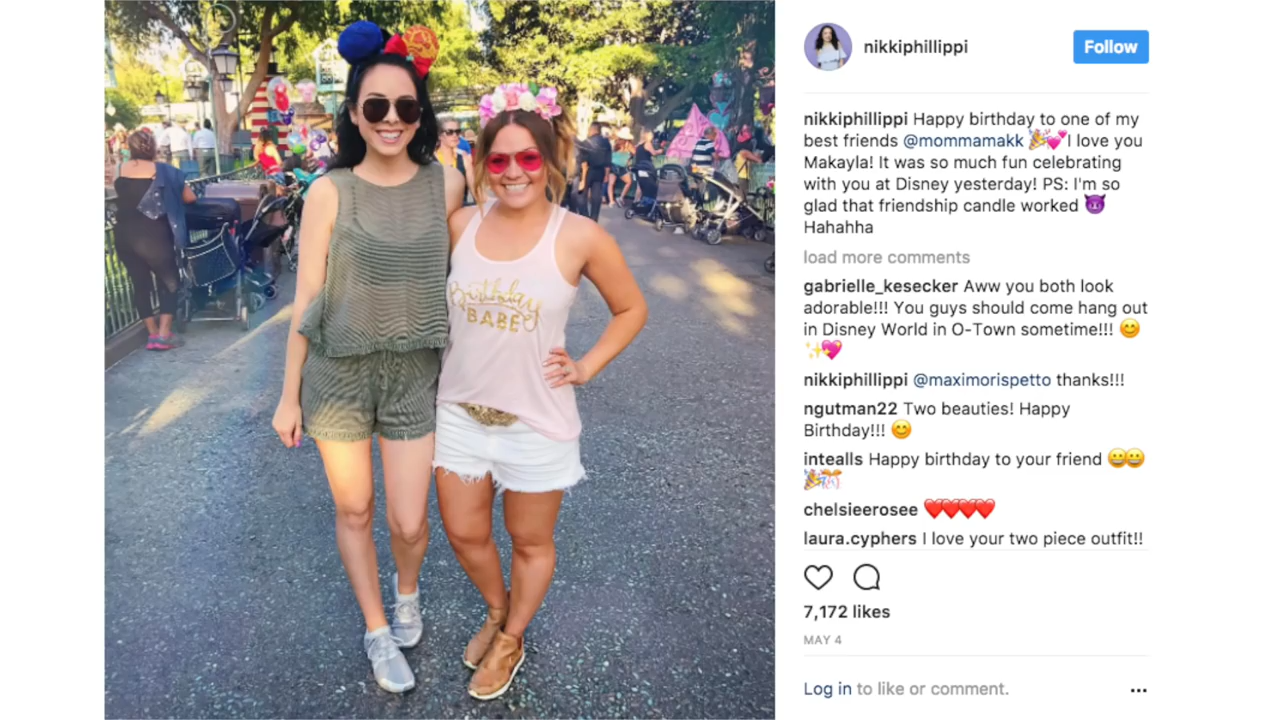 Birthday
BABE
nikkiphillippi
Follow
nikkiphillippi Happy birthday to one of my
best friends @mommamakk 🎉💕I love you
Makayla! It was so much fun celebrating
with you at Disney yesterday! PS: I'm so
glad that friendship candle worked 😈
Hahahha
load more comments
gabrielle_kesecker Aww you both look
adorable!!! You guys should come hang out
in Disney World in O-Town sometime!!! 😊
✨💖
nikkiphillippi @maximorispetto thanks!!!
ngutman22 Two beauties! Happy
Birthday!!! 😊
intealls Happy birthday to your friend 😀😀
🎉🎊
chelsieerosee ❤️❤️❤️❤️
laura.cyphers I love your two piece outfit!!
7,172 likes
MAY 4
Log in to like or comment.